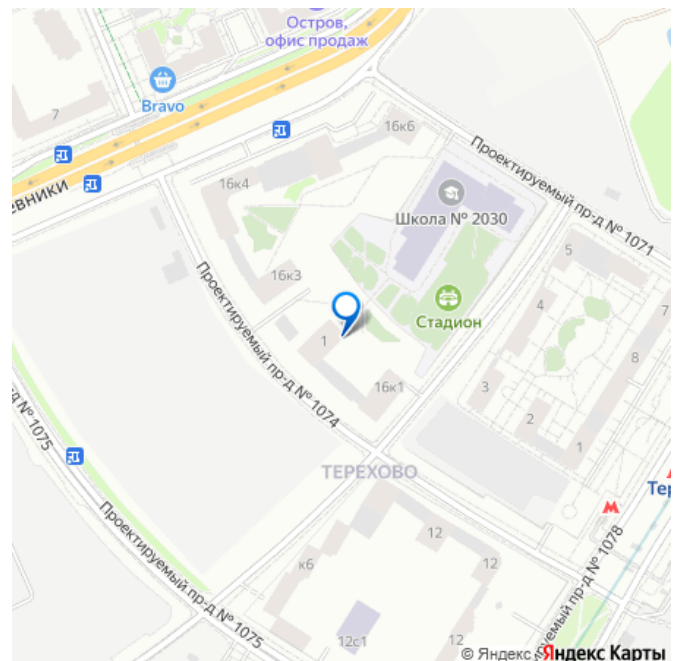 Остров,
офис продаж
Bravo
7
16к6
16к4
Проектируемый пр-д № 1071
Школа № 2030
евники
16к3
5
4
7
Стадион
8
1
Проектируемый пр-д № 1074
16к1
3
2
1
д № 1075
ТЕРЕХОВО
Тер
Проектируемый пр-д № 1075
12
к6
12
12с1
12
емый пр-д № 1078
© Яндекс
Яндекс Карты